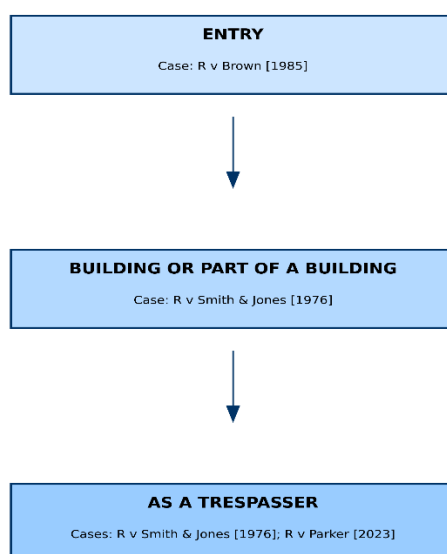 ENTRY
Case: R v Brown [1985]
BUILDING OR PART OF A BUILDING
Case: R v Smith & Jones [1976]
AS A TRESPASSER
Cases: R v Smith & Jones [1976]; R v Parker [2023]